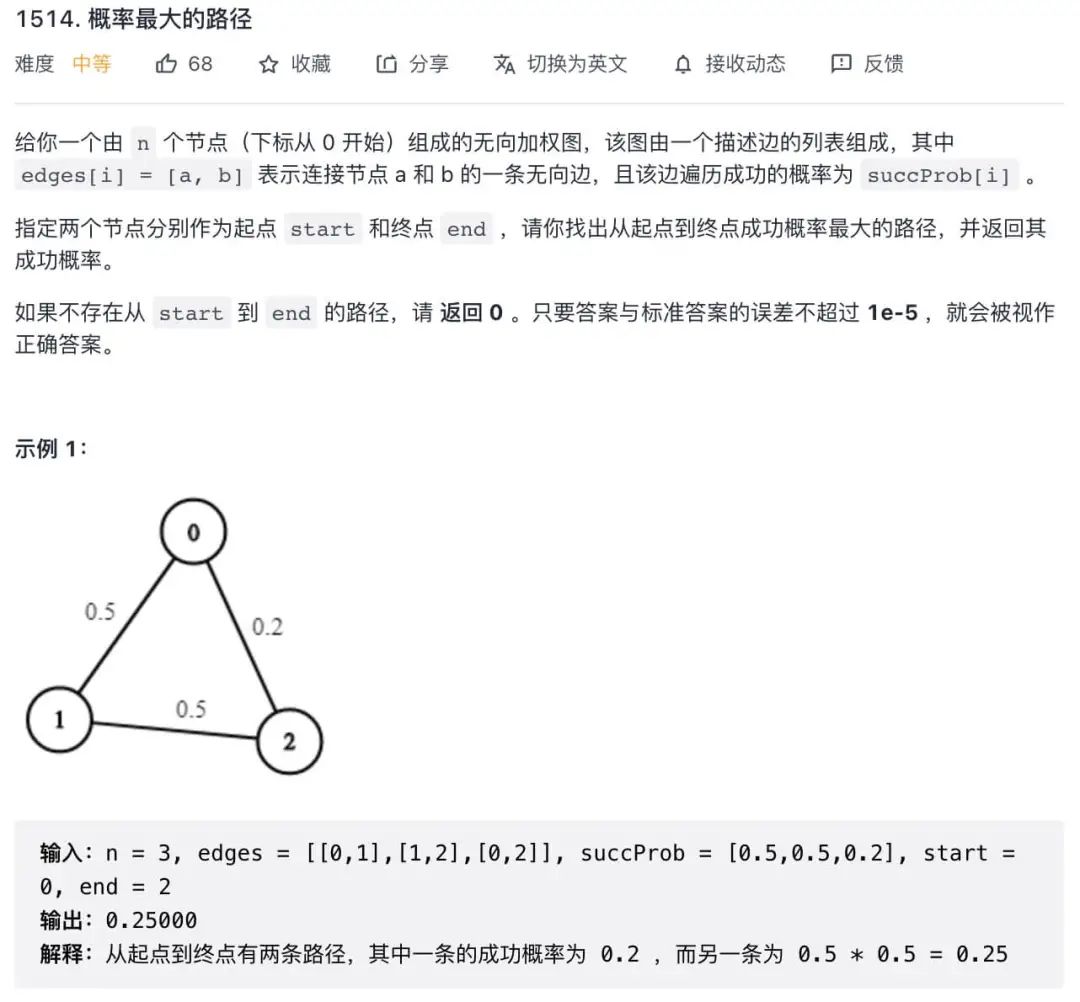 1514. 概率最大的路径
难度 中等 68 收藏 分享 切换为英文 接收动态 反馈
给你一个由 n 个节点（下标从 0 开始）组成的无向加权图，该图由一个描述边的列表组成，其中
edges[i] = [a, b] 表示连接节点 a 和 b 的一条无向边，且该边遍历成功的概率为 succProb[i] 。
指定两个节点分别作为起点 start 和终点 end ，请你找出从起点到终点成功概率最大的路径，并返回其
成功概率。
如果不存在从 start 到 end 的路径，请 返回 0 。只要答案与标准答案的误差不超过 1e-5 ，就会被视作
正确答案。
示例 1：
0
0.5
0.2
0.5
1
2
输入：n = 3, edges = [[0,1],[1,2],[0,2]], succProb = [0.5,0.5,0.2], start =
0, end = 2
输出：0.25000
解释：从起点到终点有两条路径，其中一条的成功概率为 0.2 ，而另一条为 0.5 * 0.5 = 0.25